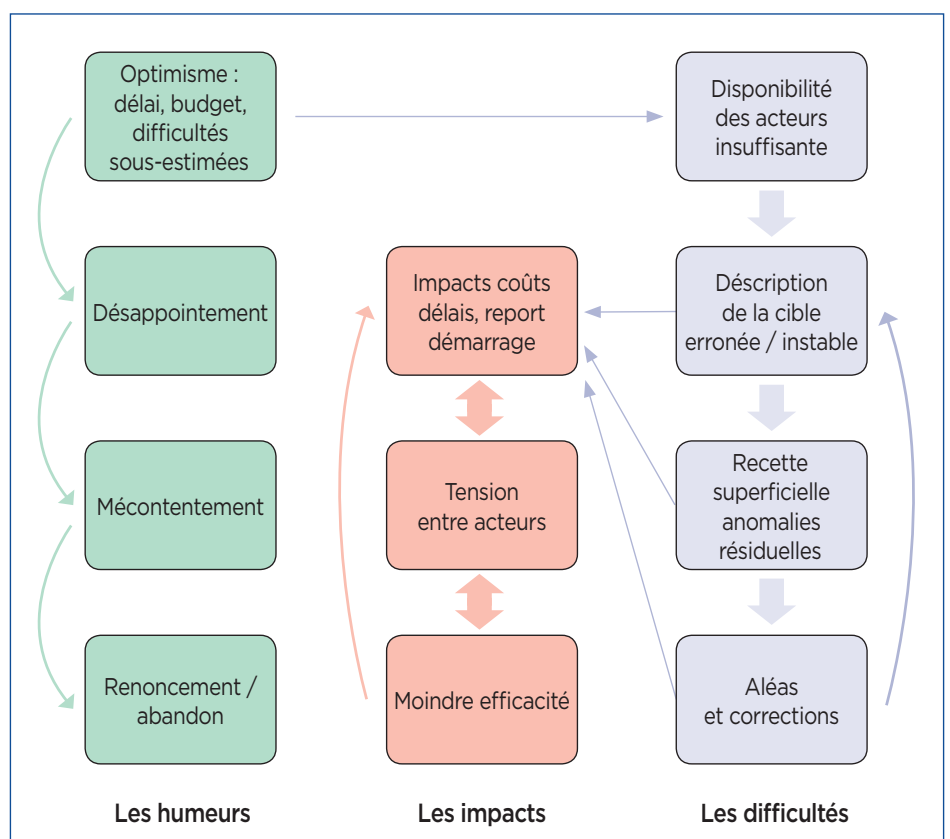 Optimisme :
délai, budget,
difficultés
sous-estimées
Disponibilité
des acteurs
insuffisante
Désappointement
Impacts coûts
délais, report
démarrage
Déscription
de la cible
erronée / instable
Mécontentement
Tension
entre acteurs
Recette
superficielle
anomalies
résiduelles
Renoncement /
abandon
Moindre efficacité
Aléas
et corrections
Les humeurs
Les impacts
Les difficultés